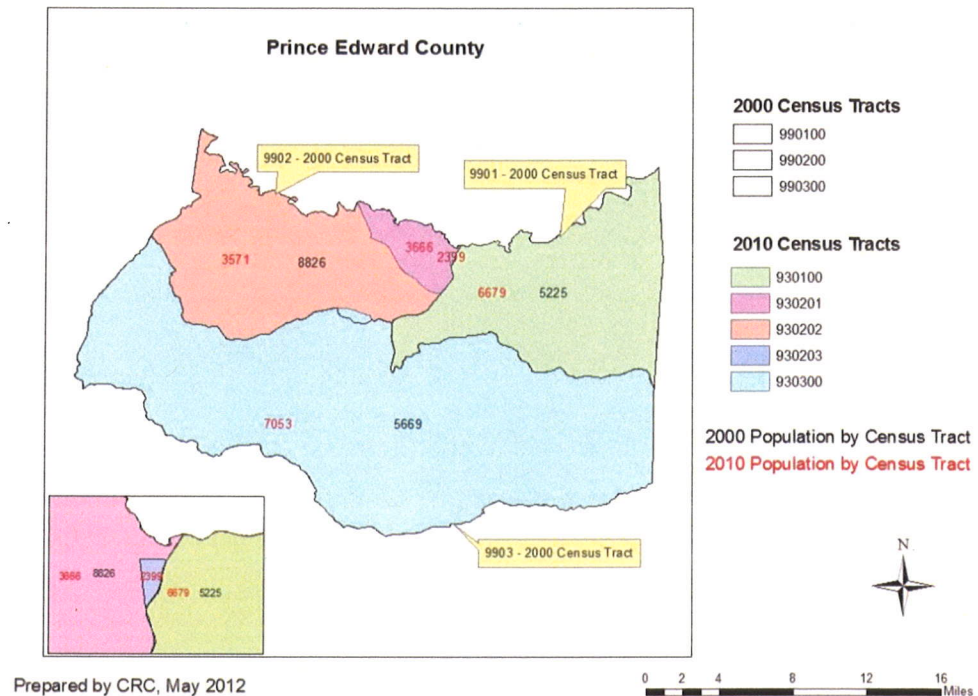 Prince Edward County
2000 Census Tracts
990100
990200
990300
9902 - 2000 Census Tract
9901 - 2000 Census Tract
2010 Census Tracts
930100
930201
930202
930203
930300
3571
8826
3666
2399
6679
5225
7053
5669
2000 Population by Census Tract
2010 Population by Census Tract
9903 - 2000 Census Tract
3666
8826
2399
6679
5225
N
Prepared by CRC, May 2012
0 2 4 8 12 16
Miles